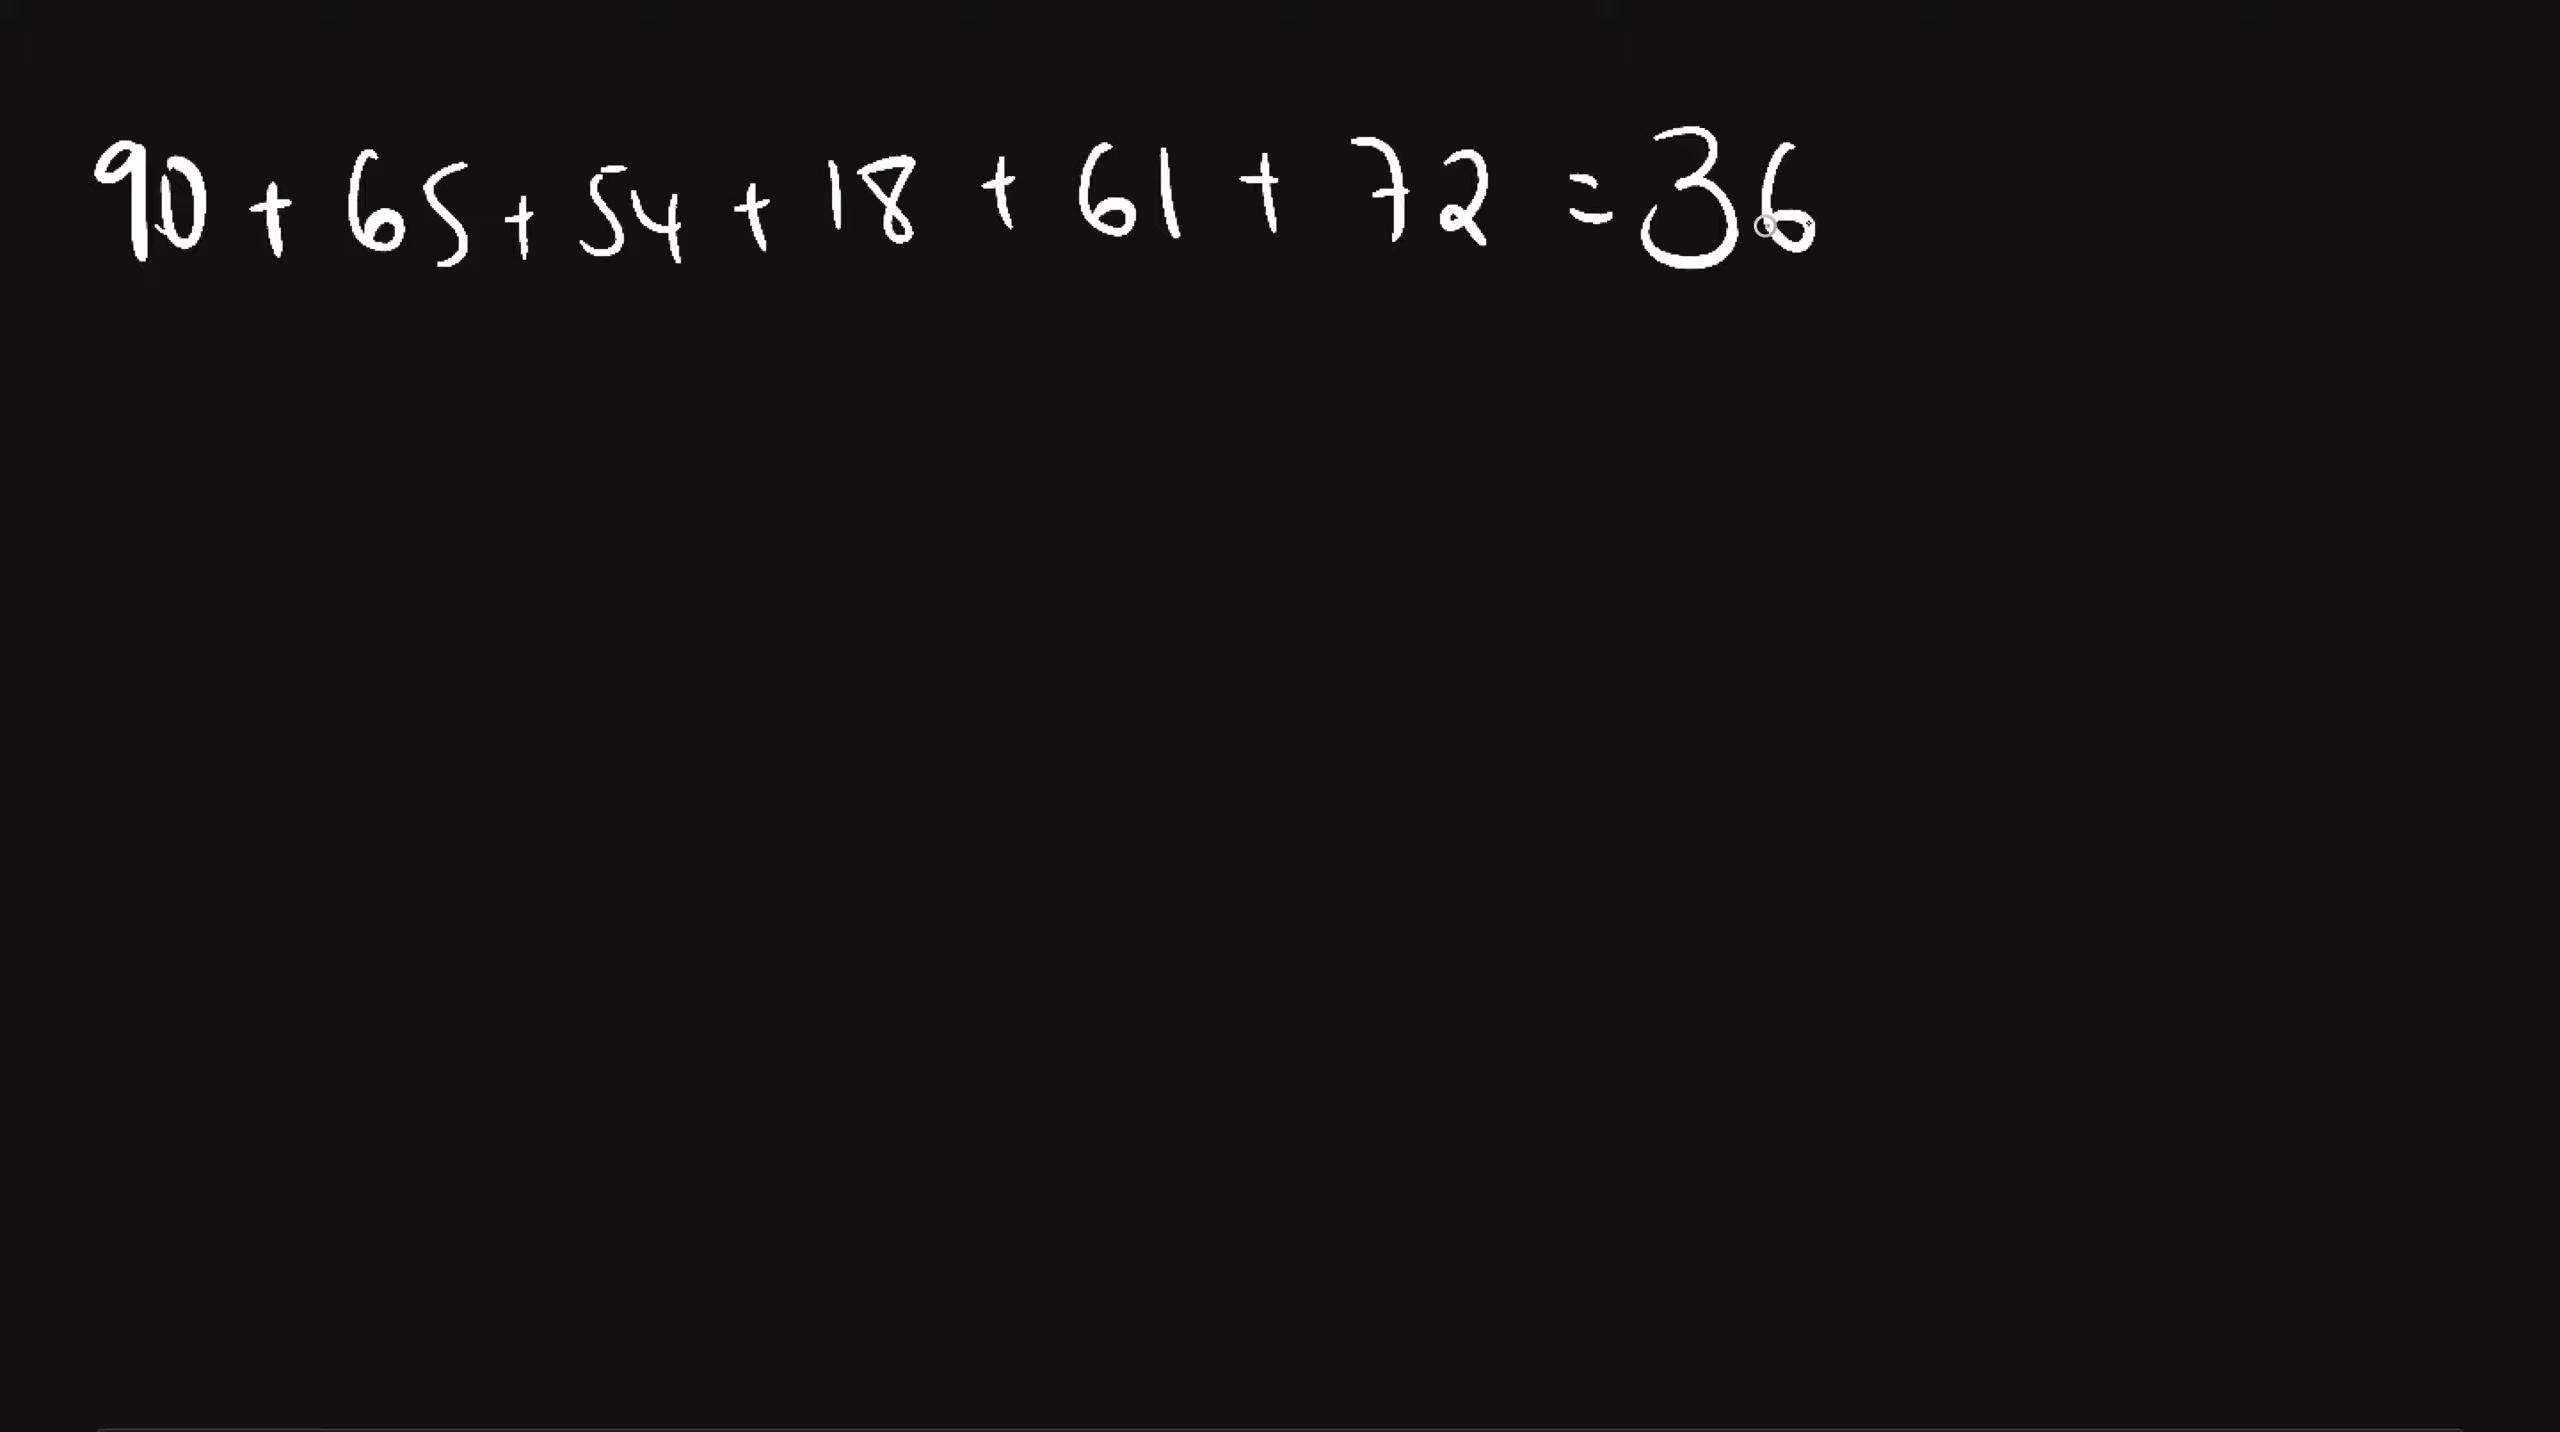 90 + 65 + 54 + 18 + 61 + 72 = 36